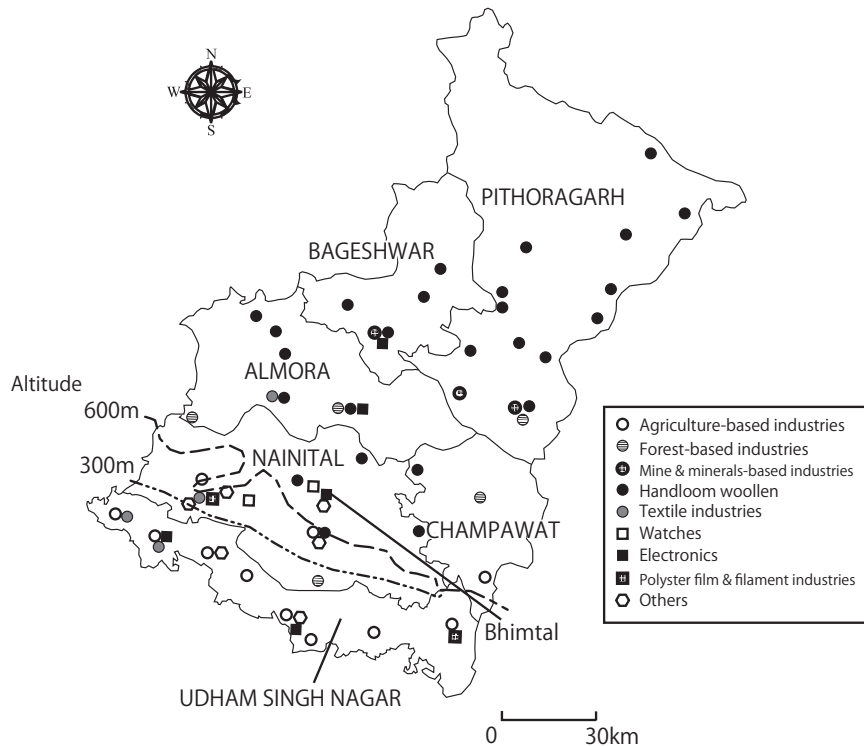 N
W E
S
PITHORAGARH
BAGESHWAR
ALMORA
Altitude
600m
NAINITAL
300m
CHAMPAWAT
Bhimtal
UDHAM SINGH NAGAR
0 30km
Agriculture-based industries
Forest-based industries
Mine & minerals-based industries
Handloom woollen
Textile industries
Watches
Electronics
Polyster film & filament industries
Others